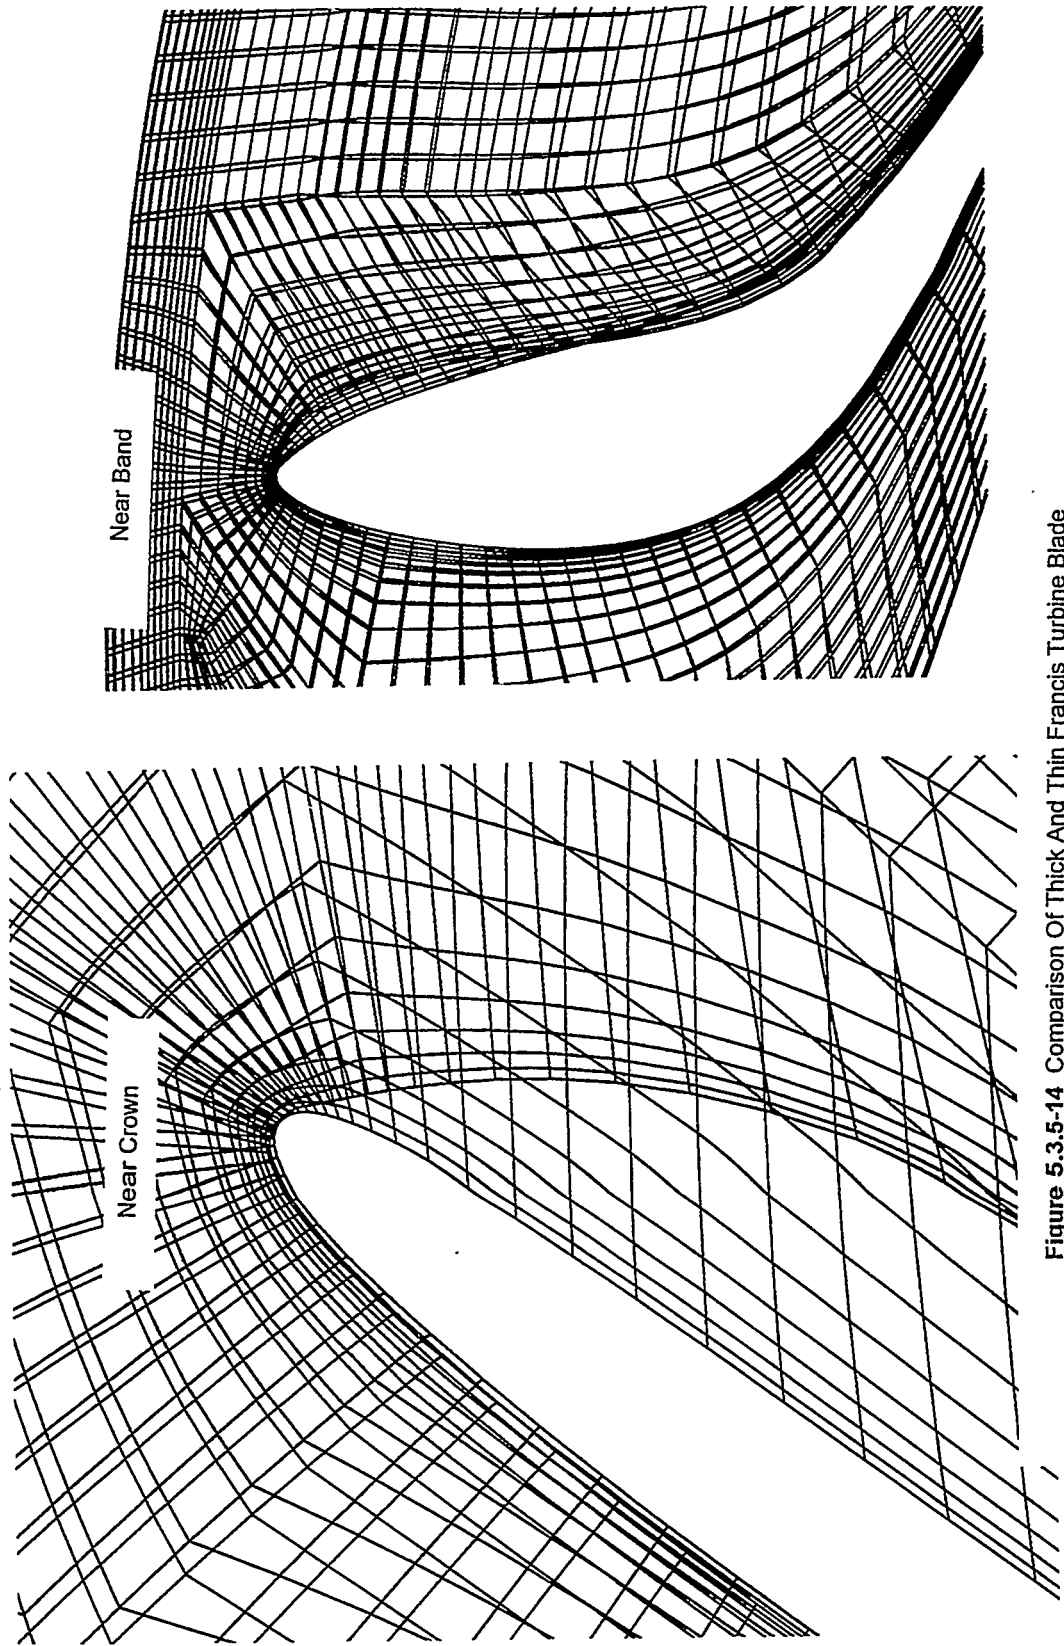 Near Crown
Near Band
Figure 5.3.5-14 Comparison Of Thick And Thin Francis Turbine Blade